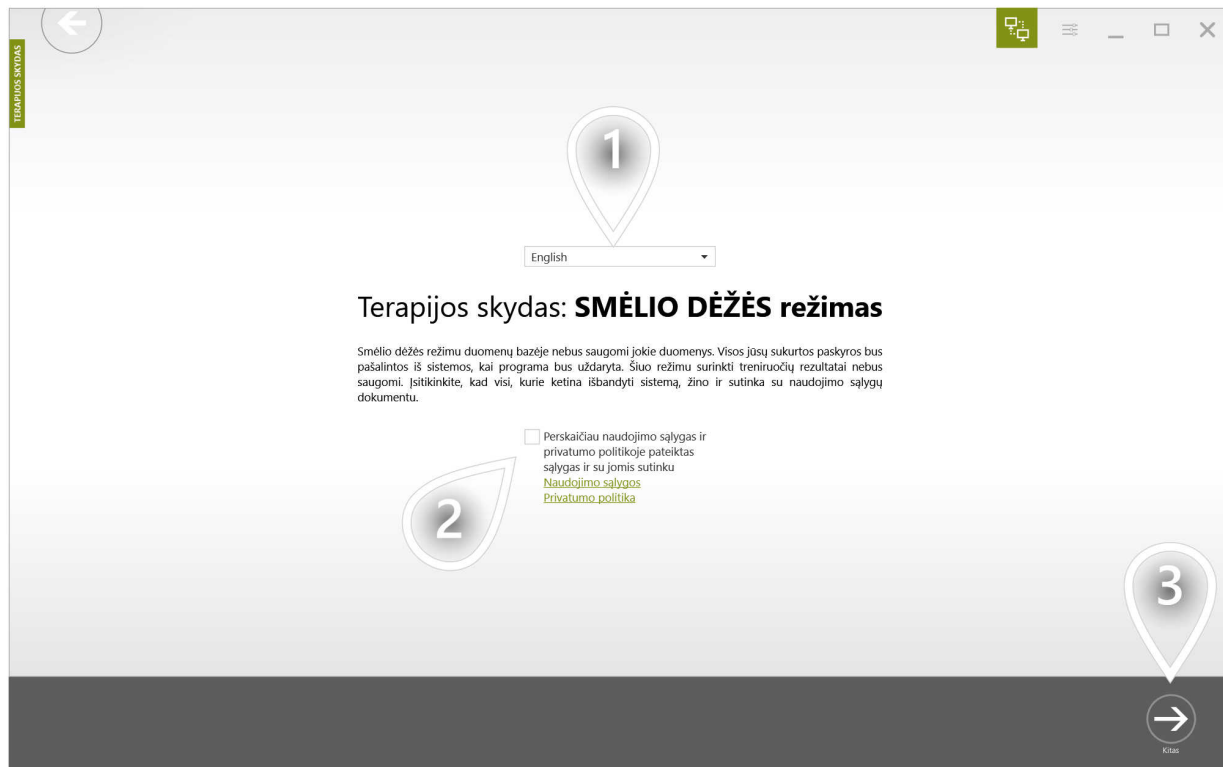 TERAPIJOS SKYDAS
1
English
Terapijos skydas: SMĖLIO DĖŽĖS režimas
Smėlio dėžės režimu duomenų bazėje nebus saugomi jokie duomenys. Visos jūsų sukurtos paskyros bus
pašalintos iš sistemos, kai programa bus uždaryta. Šiuo režimu surinkti treniruočių rezultatai nebus
saugomi. Įsitikinkite, kad visi, kurie ketina išbandyti sistemą, žino ir sutinka su naudojimo sąlygų
dokumentu.
Perskaičiau naudojimo sąlygas ir
privatumo politikoje pateiktas
sąlygas ir su jomis sutinku
Naudojimo sąlygos
Privatumo politika
2
3
Kitas